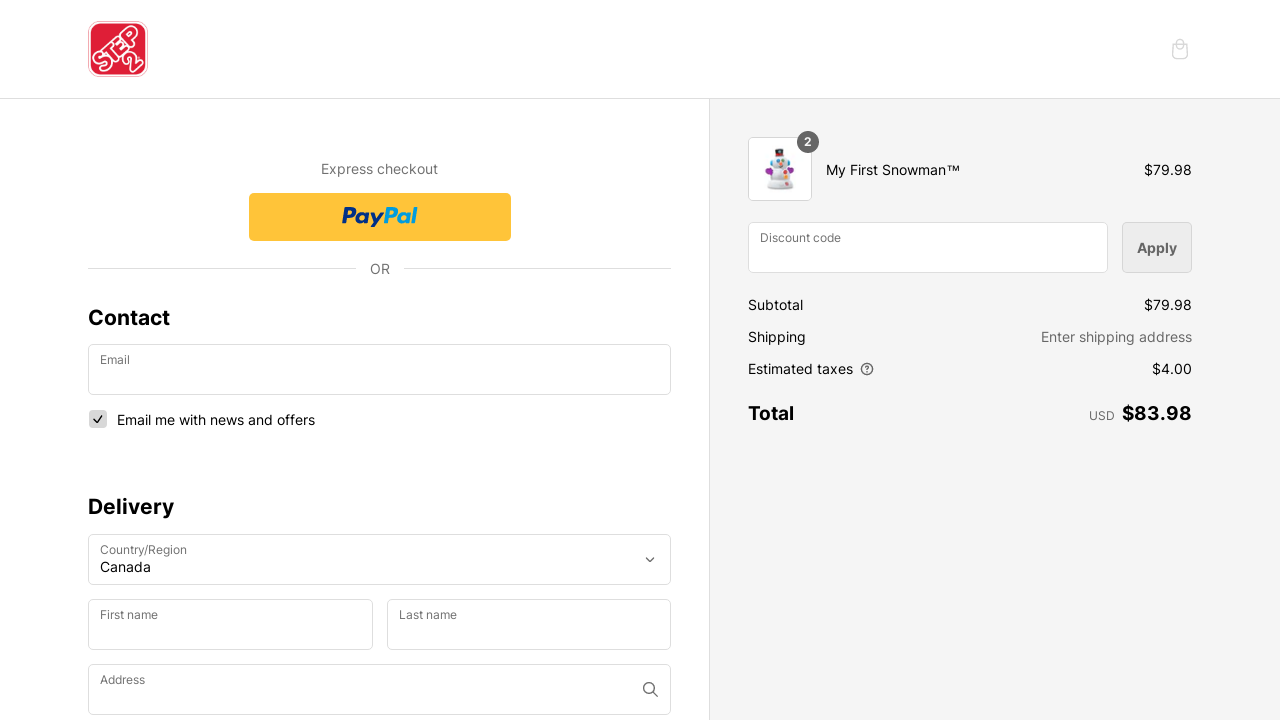 STEP
2
Express checkout
PayPal
OR
Contact
Email
Email me with news and offers
Delivery
Country/Region
Canada
First name
Last name
Address
2
My First Snowman™
$79.98
Discount code
Apply
Subtotal
$79.98
Shipping
Enter shipping address
Estimated taxes
$4.00
Total
USD $83.98